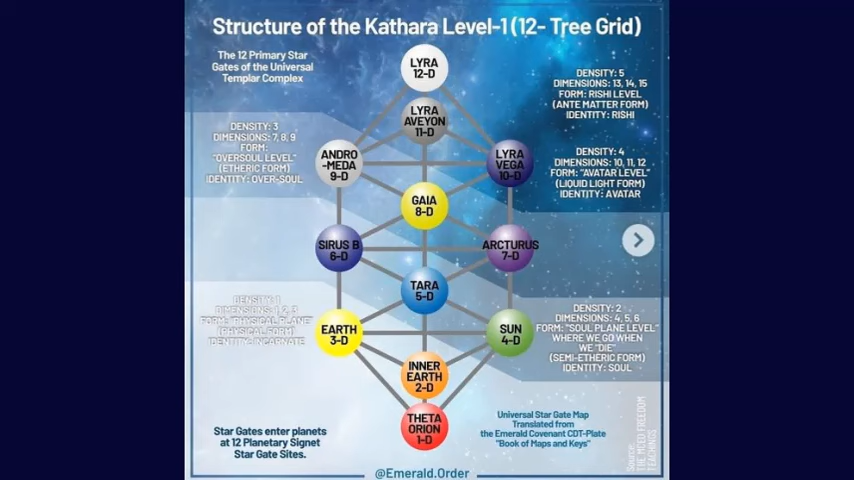 Structure of the Kathara Level-1 (12- Tree Grid)
The 12 Primary Star
Gates of the Universal
Templar Complex
LYRA
12-D
LYRA
AVEYON
11-D
DENSITY: 5
DIMENSIONS: 13, 14, 15
FORM: RISHI LEVEL
(ANTE MATTER FORM)
IDENTITY: RISHI
DENSITY: 3
DIMENSIONS: 7, 8, 9
FORM:
"OVERSOUL LEVEL"
(ETHERIC FORM)
IDENTITY: OVER-SOUL
ANDRO
-MEDA
9-D
LYRA
VEGA
10-D
DENSITY: 4
DIMENSIONS: 10, 11, 12
FORM: "AVATAR LEVEL"
(LIQUID LIGHT FORM)
IDENTITY: AVATAR
GAIA
8-D
SIRUS B
6-D
ARCTURUS
7-D
TARA
5-D
DENSITY: 1
DIMENSIONS: 1, 2, 3
FORM: "PHYSICAL PLANE"
(PHYSICAL FORM)
IDENTITY: INCARNATE
EARTH
3-D
SUN
4-D
DENSITY: 2
DIMENSIONS: 4, 5, 6
FORM: "SOUL PLANE LEVEL"
WHERE WE GO WHEN
WE "DIE"
(SEMI-ETHERIC FORM)
IDENTITY: SOUL
INNER
EARTH
2-D
THETA
ORION
1-D
Star Gates enter planets
at 12 Planetary Signet
Star Gate Sites.
Universal Star Gate Map
Translated from
the Emerald Covenant CDT-Plate
"Book of Maps and Keys"
Source:
FREEDOM
TEACHINGS
@Emerald.Order